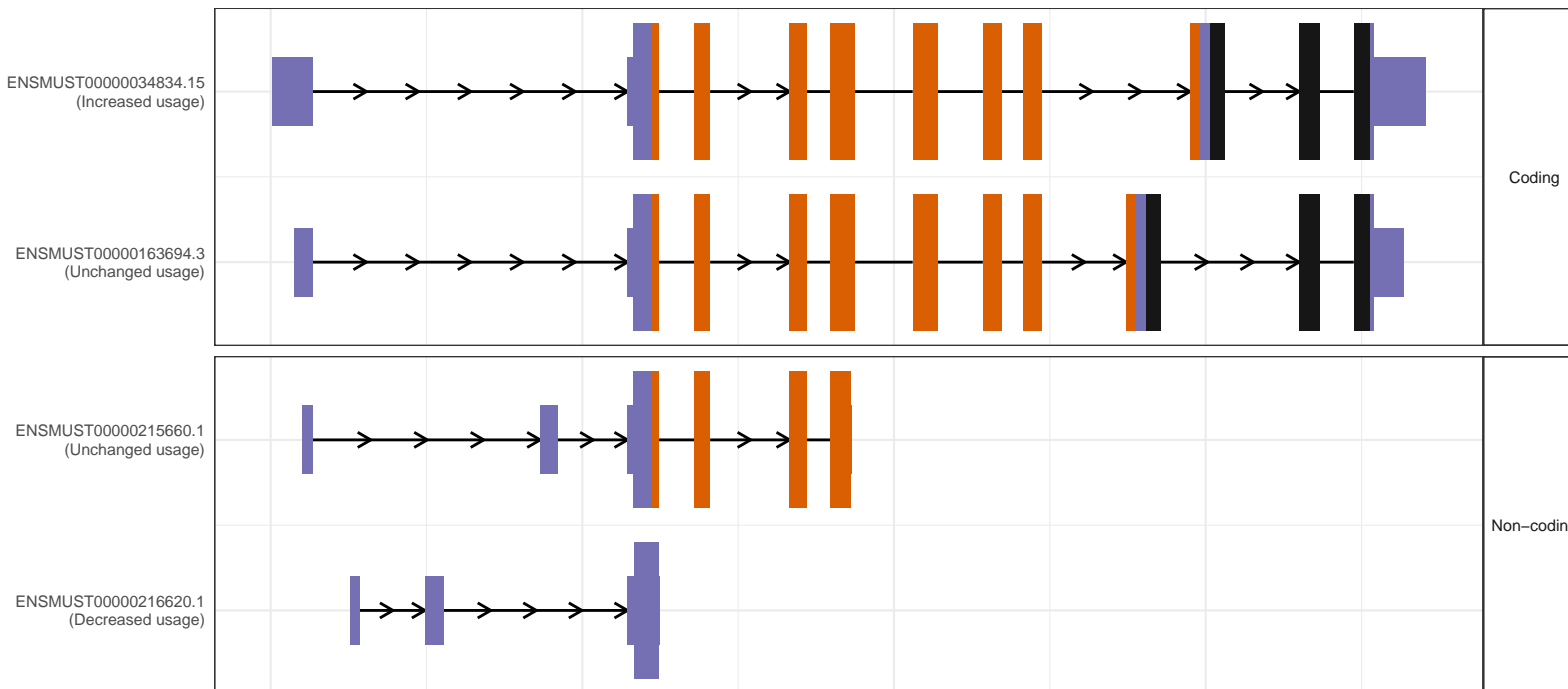 ENSMUST00000034834.15
(Increased usage)
Coding
ENSMUST00000163694.3
(Unchanged usage)
ENSMUST00000215660.1
(Unchanged usage)
Non−codin
ENSMUST00000216620.1
(Decreased usage)